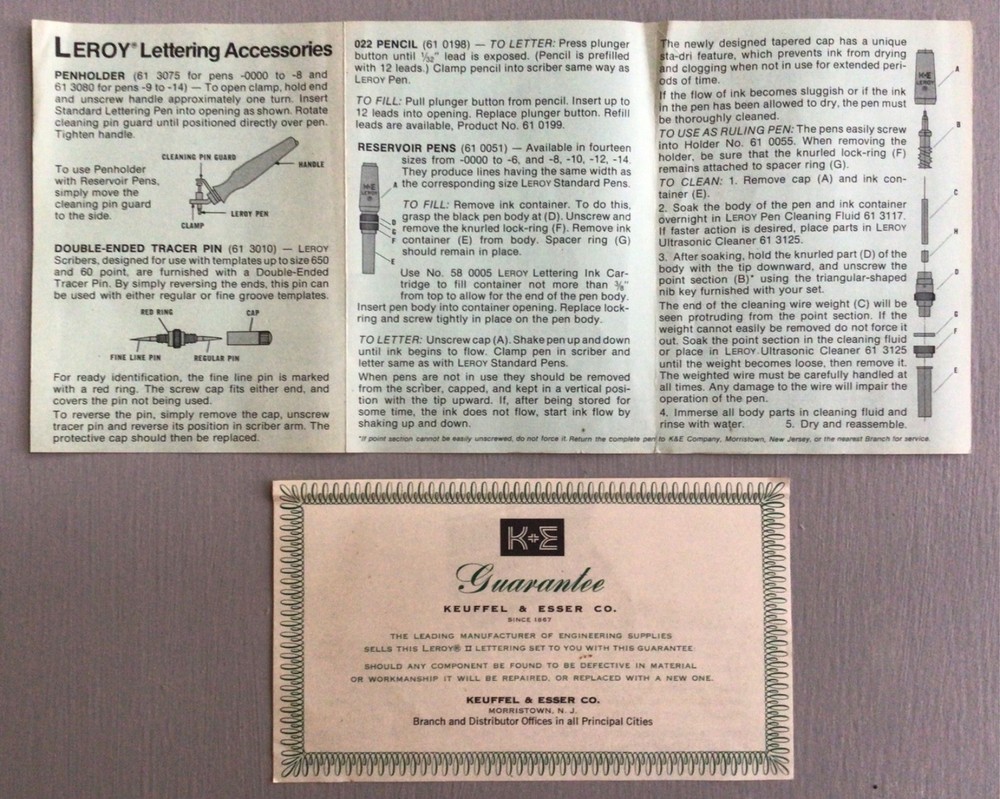 LEROY® Lettering Accessories
PENHOLDER (61 3075 for pens -0000 to -8 and
61 3080 for pens -9 to -14) — To open clamp, hold end
and unscrew handle approximately one turn. Insert
Standard Lettering Pen into opening as shown. Rotate
cleaning pin guard until positioned directly over pen.
Tighten handle.
CLEANING PIN GUARD
HANDLE
To use Penholder
with Reservoir Pens,
simply move the
cleaning pin guard
to the side.
LEROY PEN
CLAMP
DOUBLE-ENDED TRACER PIN (61 3010) — LEROY
Scribers, designed for use with templates up to size 650
and 60 point, are furnished with a Double-Ended
Tracer Pin. By simply reversing the ends, this pin can
be used with either regular or fine groove templates.
RED RING
CAP
FINE LINE PIN
REGULAR PIN
For ready identification, the fine line pin is marked
with a red ring. The screw cap fits either end, and
covers the pin not being used.
To reverse the pin, simply remove the cap, unscrew
tracer pin and reverse its position in scriber arm. The
protective cap should then be replaced.
022 PENCIL (61 0198) — TO LETTER: Press plunger
button until 1/32" lead is exposed. (Pencil is prefilled
with 12 leads.) Clamp pencil into scriber same way as
LEROY Pen.
TO FILL: Pull plunger button from pencil. Insert up to
12 leads into opening. Replace plunger button. Refill
leads are available, Product No. 61 0199.
RESERVOIR PENS (61 0051) — Available in fourteen
sizes from -0000 to -6, and -8, -10, -12, -14.
They produce lines having the same width as
the corresponding size LEROY Standard Pens.
K+E
LEROY
A
D
G
F
E
TO FILL: Remove ink container. To do this,
grasp the black pen body at (D). Unscrew and
remove the knurled lock-ring (F). Remove ink
container (E) from body. Spacer ring (G)
should remain in place.
Use No. 58 0005 LEROY Lettering Ink Car-
tridge to fill container not more than 3/8"
from top to allow for the end of the pen body.
Insert pen body into container opening. Replace lock-
ring and screw tightly in place on the pen body.
TO LETTER: Unscrew cap (A). Shake pen up and down
until ink begins to flow. Clamp pen in scriber and
letter same as with LEROY Standard Pens.
When pens are not in use they should be removed
from the scriber, capped, and kept in a vertical posi-
tion with the tip upward. If, after being stored for
some time, the ink does not flow, start ink flow by
shaking up and down.
The newly designed tapered cap has a unique
sta-dri feature, which prevents ink from drying
and clogging when not in use for extended peri-
ods of time.
If the flow of ink becomes sluggish or if the ink
in the pen has been allowed to dry, the pen must
be thoroughly cleaned.
TO USE AS RULING PEN: The pens easily screw
into Holder No. 61 0055. When removing the
holder, be sure that the knurled lock-ring (F)
remains attached to spacer ring (G).
TO CLEAN: 1. Remove cap (A) and ink con-
tainer (E).
2. Soak the body of the pen and ink container
overnight in LEROY Pen Cleaning Fluid 61 3117.
If faster action is desired, place parts in LEROY
Ultrasonic Cleaner 61 3125.
3. After soaking, hold the knurled part (D) of the
body with the tip downward, and unscrew the
point section (B)* using the triangular-shaped
nib key furnished with your set.
The end of the cleaning wire weight (C) will be
seen protruding from the point section. If the
weight cannot easily be removed do not force it
out. Soak the point section in the cleaning fluid
or place in LEROY Ultrasonic Cleaner 61 3125
until the weight becomes loose, then remove it.
The weighted wire must be carefully handled at
all times. Any damage to the wire will impair the
operation of the pen.
4. Immerse all body parts in cleaning fluid and
rinse with water. 5. Dry and reassemble.
K+E
LEROY
A
B
C
H
D
G
F
E
*If point section cannot be easily unscrewed, do not force it. Return the complete pen to K&E Company, Morristown, New Jersey, or the nearest Branch for service.
K+E
Guarantee
KEUFFEL & ESSER CO.
SINCE 1867
THE LEADING MANUFACTURER OF ENGINEERING SUPPLIES
SELLS THIS LEROY® II LETTERING SET TO YOU WITH THIS GUARANTEE
SHOULD ANY COMPONENT BE FOUND TO BE DEFECTIVE IN MATERIAL
OR WORKMANSHIP IT WILL BE REPAIRED, OR REPLACED WITH A NEW ONE.
KEUFFEL & ESSER CO.
MORRISTOWN, N. J.
Branch and Distributor Offices in all Principal Cities